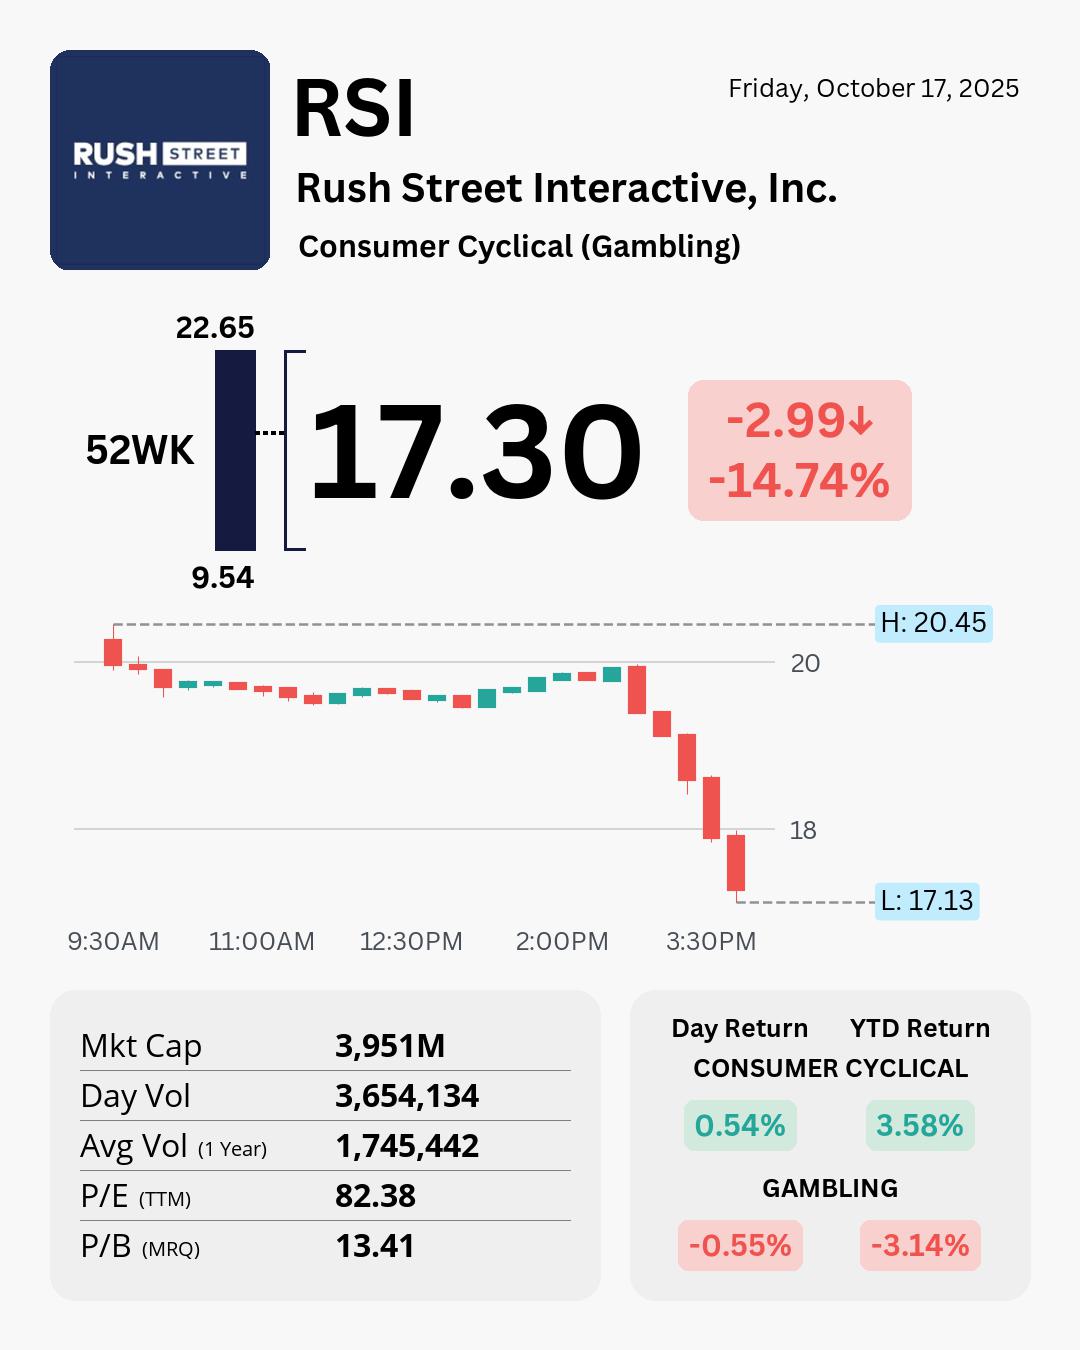 RUSH STREET
INTERACTIVE
RSI
Friday, October 17, 2025
Rush Street Interactive, Inc.
Consumer Cyclical (Gambling)
22.65
52WK
9.54
17.30
-2.99↓
-14.74%
H: 20.45
20
18
L: 17.13
9:30AM 11:00AM 12:30PM 2:00PM 3:30PM
Mkt Cap 3,951M
Day Vol 3,654,134
Avg Vol (1 Year) 1,745,442
P/E (TTM) 82.38
P/B (MRQ) 13.41
Day Return YTD Return
CONSUMER CYCLICAL
0.54% 3.58%
GAMBLING
-0.55% -3.14%